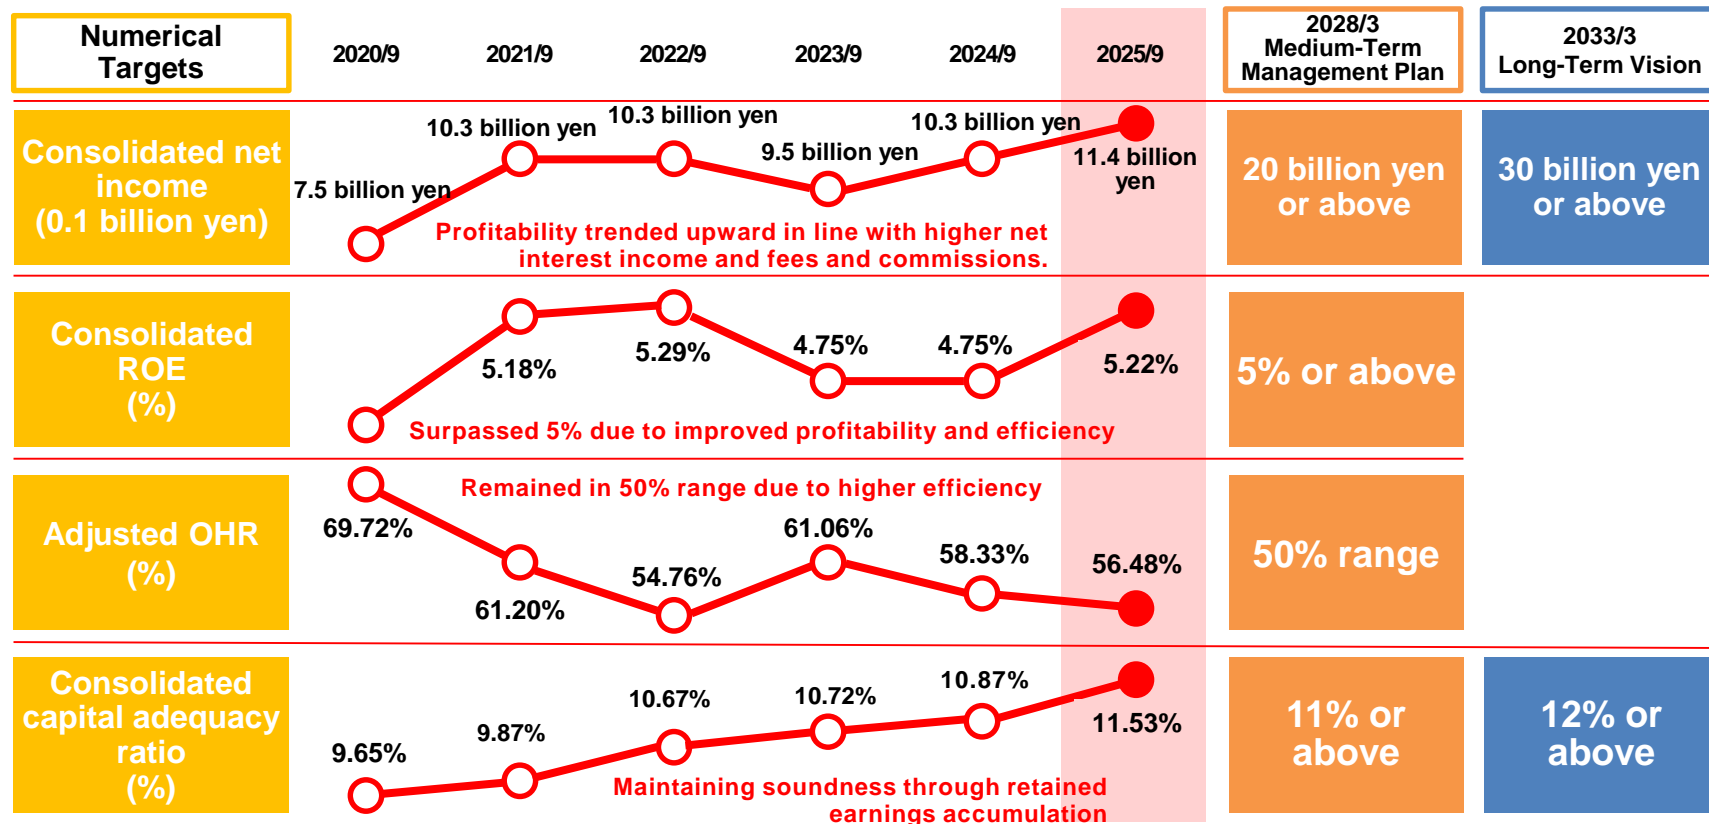 Numerical
Targets
2020/9
2021/9
2022/9
2023/9
2024/9
2025/9
2028/3
Medium-Term
Management Plan
2033/3
Long-Term Vision
Consolidated net
income
(0.1 billion yen)
7.5 billion yen
10.3 billion yen
10.3 billion yen
9.5 billion yen
10.3 billion yen
11.4 billion
yen
Profitability trended upward in line with higher net
interest income and fees and commissions.
20 billion yen
or above
30 billion yen
or above
Consolidated
ROE
(%)
5.18%
5.29%
4.75%
4.75%
5.22%
Surpassed 5% due to improved profitability and efficiency
5% or above
Adjusted OHR
(%)
Remained in 50% range due to higher efficiency
69.72%
61.20%
54.76%
61.06%
58.33%
56.48%
50% range
Consolidated
capital adequacy
ratio
(%)
9.65%
9.87%
10.67%
10.72%
10.87%
11.53%
Maintaining soundness through retained
earnings accumulation
11% or
above
12% or
above